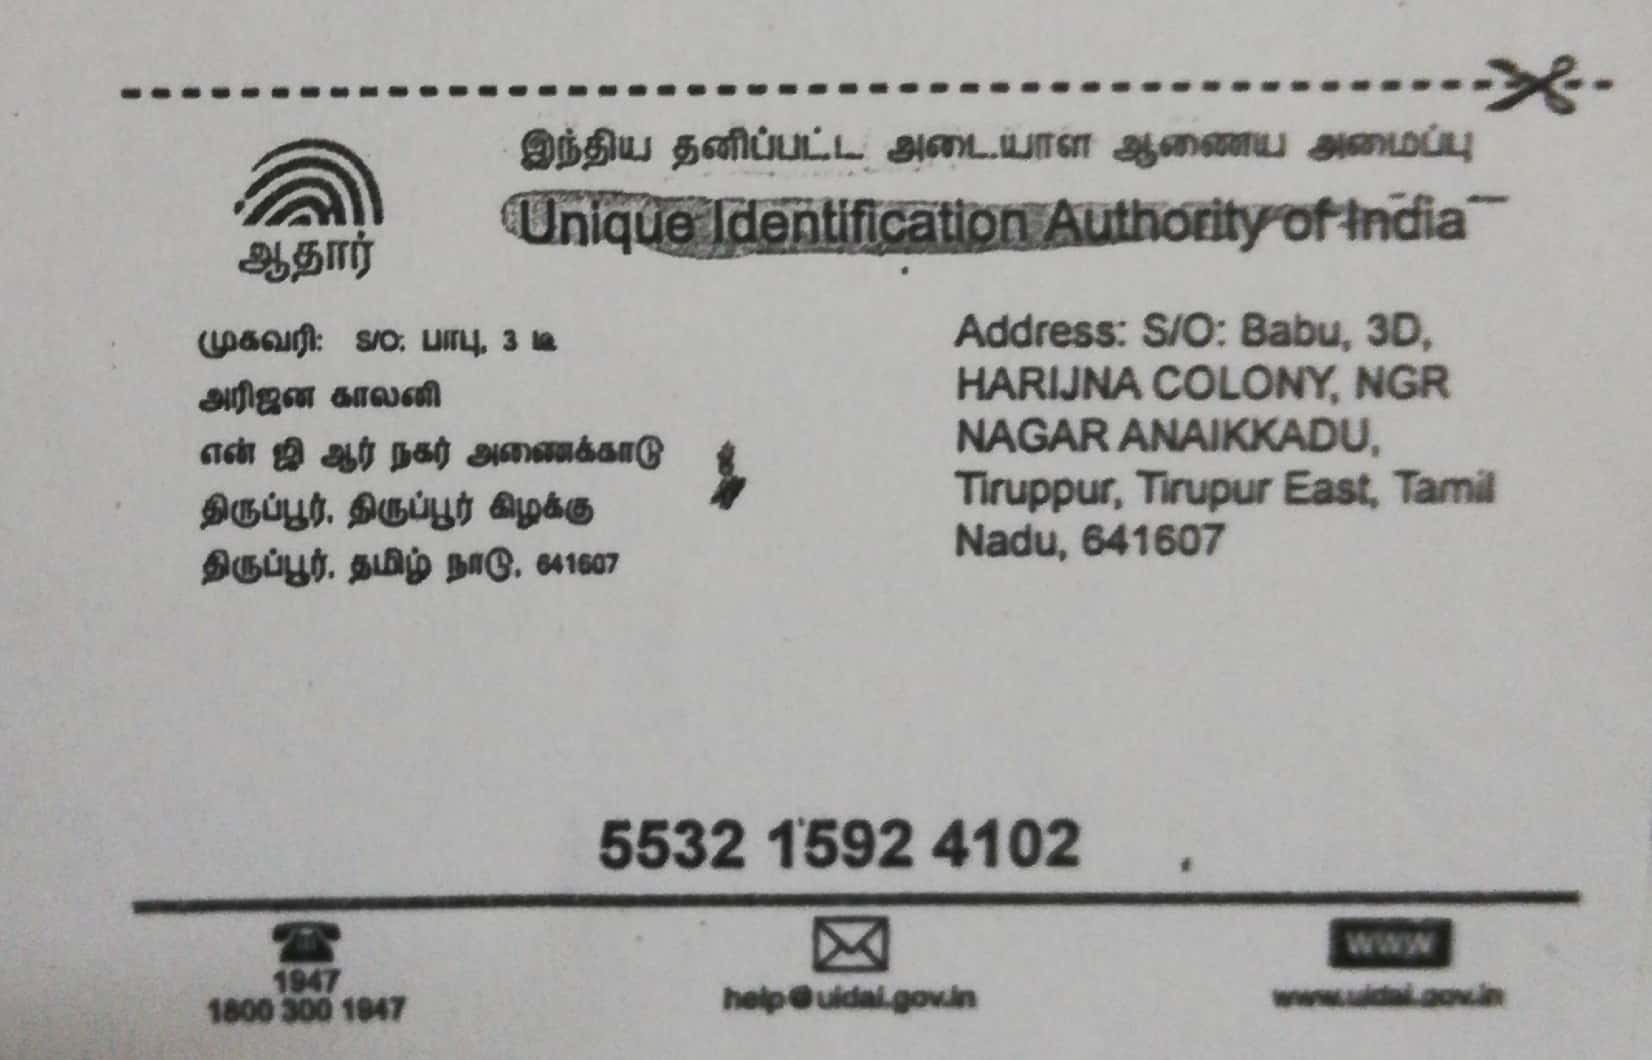 இந்திய தனிப்பட்ட அடையாள ஆணைய அமைப்பு
Unique Identification Authority of India
ஆதார்
முகவரி: S/O: பாபு, 3 டி
அரிஜன காலனி
என் ஜி ஆர் நகர் அணைக்காடு
திருப்பூர், திருப்பூர் கிழக்கு
திருப்பூர், தமிழ் நாடு, 641607
Address: S/O: Babu, 3D,
HARIJNA COLONY, NGR
NAGAR ANAIKKADU,
Tiruppur, Tirupur East, Tamil
Nadu, 641607
5532 1592 4102
1947
1800 300 1947
help@uidai.gov.in
www
www.uidai.gov.in